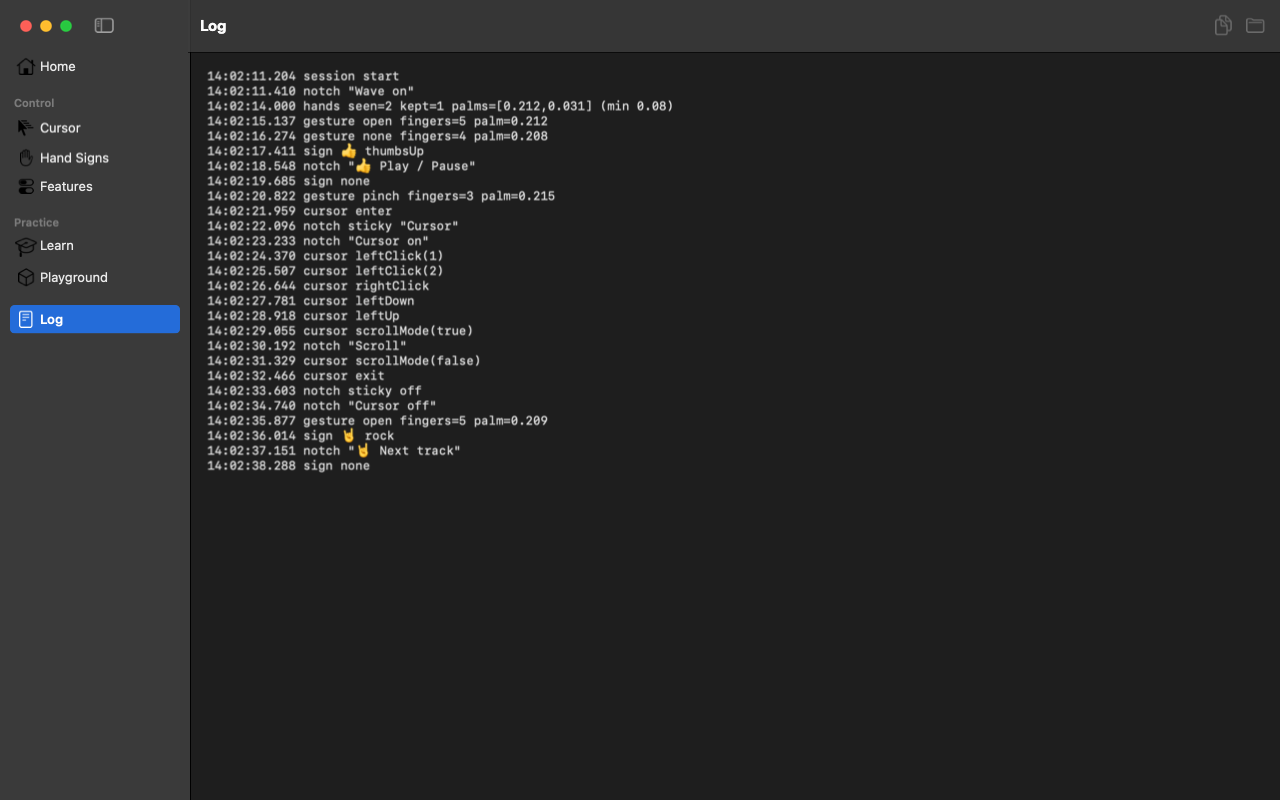 Log
Home
Control
Cursor
Hand Signs
Features
Practice
Learn
Playground
Log
14:02:11.204 session start
14:02:11.410 notch "Wave on"
14:02:14.000 hands seen=2 kept=1 palms=[0.212,0.031] (min 0.08)
14:02:15.137 gesture open fingers=5 palm=0.212
14:02:16.274 gesture none fingers=4 palm=0.208
14:02:17.411 sign 👍 thumbsUp
14:02:18.548 notch "👍 Play / Pause"
14:02:19.685 sign none
14:02:20.822 gesture pinch fingers=3 palm=0.215
14:02:21.959 cursor enter
14:02:22.096 notch sticky "Cursor"
14:02:23.233 notch "Cursor on"
14:02:24.370 cursor leftClick(1)
14:02:25.507 cursor leftClick(2)
14:02:26.644 cursor rightClick
14:02:27.781 cursor leftDown
14:02:28.918 cursor leftUp
14:02:29.055 cursor scrollMode(true)
14:02:30.192 notch "Scroll"
14:02:31.329 cursor scrollMode(false)
14:02:32.466 cursor exit
14:02:33.603 notch sticky off
14:02:34.740 notch "Cursor off"
14:02:35.877 gesture open fingers=5 palm=0.209
14:02:36.014 sign 🤘 rock
14:02:37.151 notch "🤘 Next track"
14:02:38.288 sign none